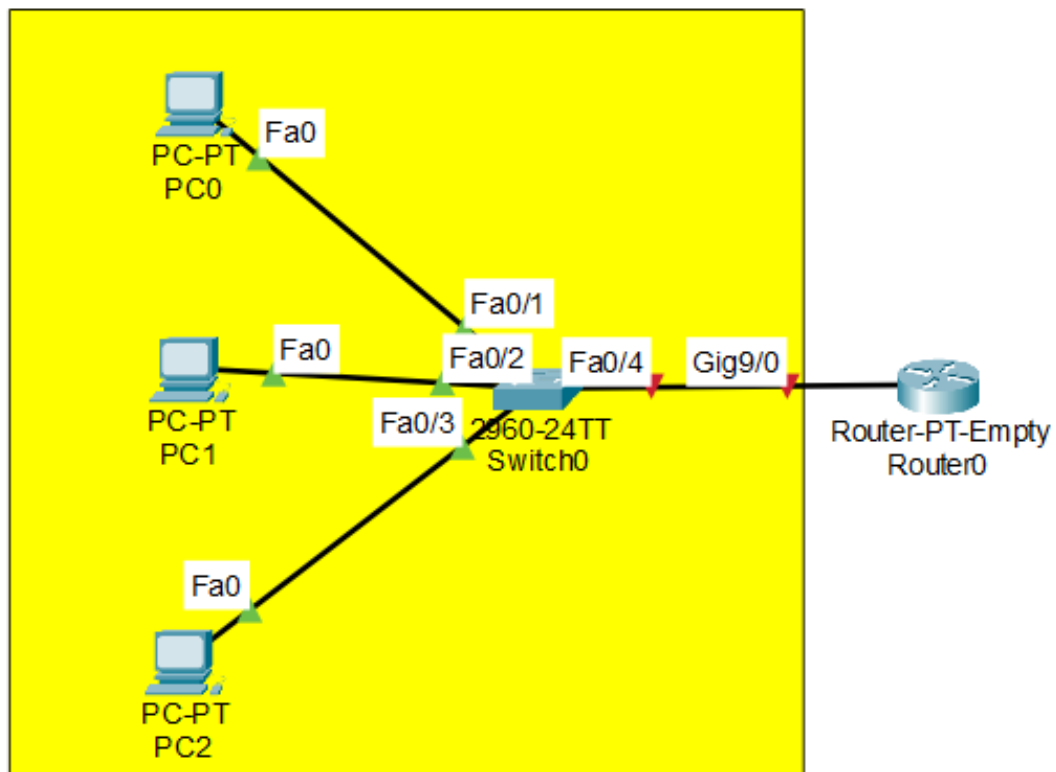 Fa0
PC-PT
PC0
Fa0/1
Fa0
Fa0/2
Fa0/4
Gig9/0
PC-PT
PC1
Fa0/3
2960-24TT
Switch0
Router-PT-Empty
Router0
Fa0
PC-PT
PC2